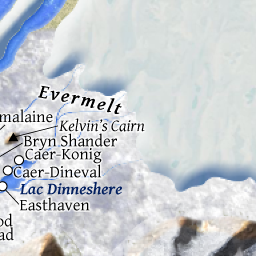 Evermelt
malaine
Kelvin's Cairn
Bryn Shander
Caer-Konig
Caer-Dineval
Lac Dinneshere
Easthaven
od
ad